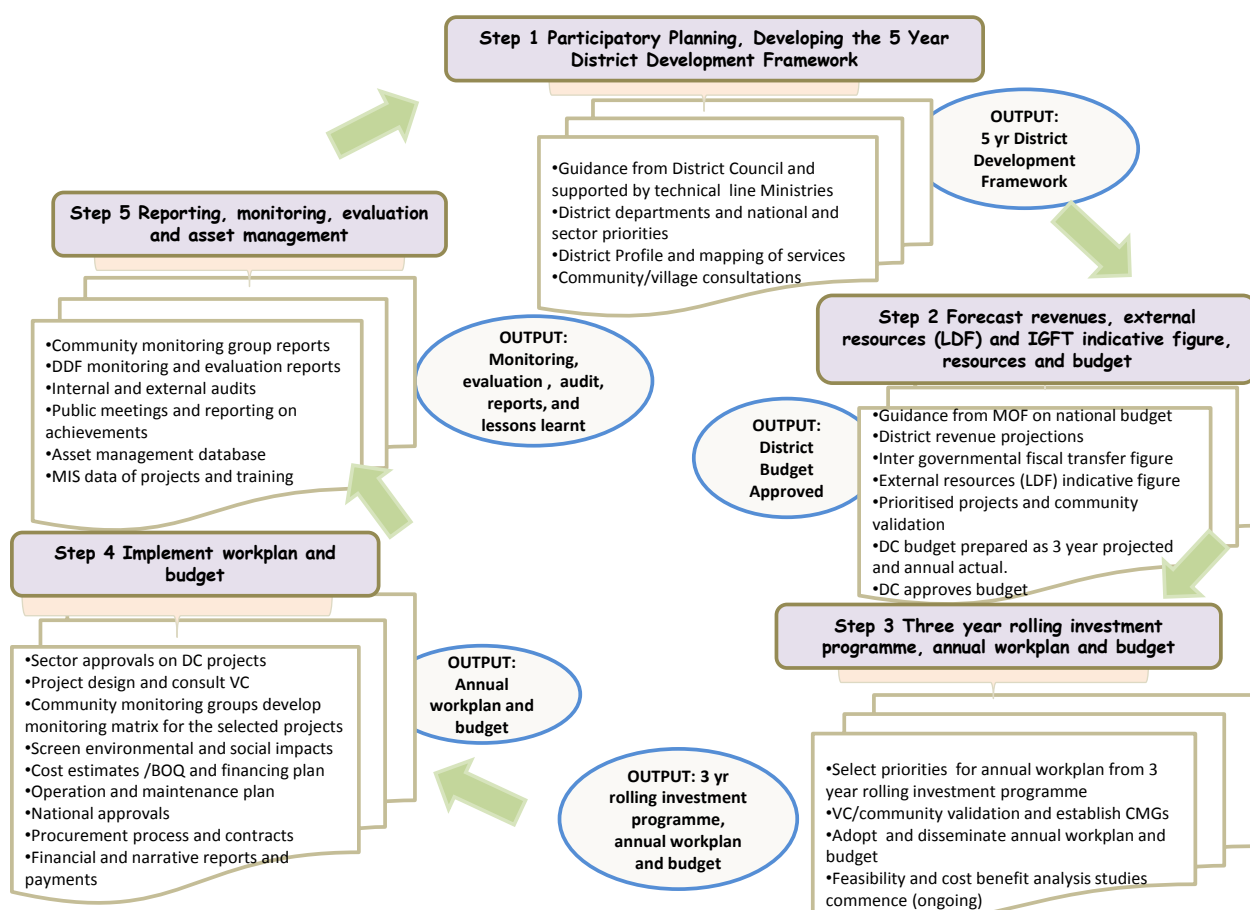 Step 1 Participatory Planning, Developing the 5 Year
District Development Framework
OUTPUT:
5 yr District
Development
Framework
•Guidance from District Council and
supported by technical line Ministries
•District departments and national and
sector priorities
•District Profile and mapping of services
•Community/village consultations
Step 2 Forecast revenues, external
resources (LDF) and IGFT indicative figure,
resources and budget
•Guidance from MOF on national budget
•District revenue projections
•Inter governmental fiscal transfer figure
•External resources (LDF) indicative figure
•Prioritised projects and community
validation
•DC budget prepared as 3 year projected
and annual actual.
•DC approves budget
OUTPUT:
District
Budget
Approved
Step 3 Three year rolling investment
programme, annual workplan and budget
•Select priorities for annual workplan from 3
year rolling investment programme
•VC/community validation and establish CMGs
•Adopt and disseminate annual workplan and
budget
•Feasibility and cost benefit analysis studies
commence (ongoing)
OUTPUT: 3 yr
rolling investment
programme,
annual workplan
and budget
Step 4 Implement workplan and
budget
•Sector approvals on DC projects
•Project design and consult VC
•Community monitoring groups develop
monitoring matrix for the selected projects
•Screen environmental and social impacts
•Cost estimates /BOQ and financing plan
•Operation and maintenance plan
•National approvals
•Procurement process and contracts
•Financial and narrative reports and
payments
OUTPUT:
Annual
workplan and
budget
Step 5 Reporting, monitoring, evaluation
and asset management
•Community monitoring group reports
•DDF monitoring and evaluation reports
•Internal and external audits
•Public meetings and reporting on
achievements
•Asset management database
•MIS data of projects and training
OUTPUT:
Monitoring,
evaluation , audit,
reports, and
lessons learnt